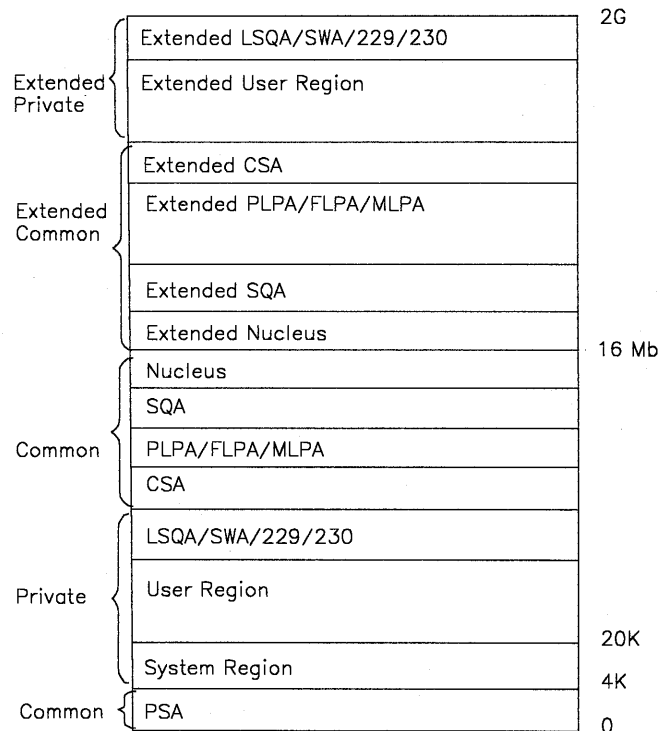 2G
Extended LSQA/SWA/229/230
Extended
Private
Extended User Region
Extended CSA
Extended
Common
Extended PLPA/FLPA/MLPA
Extended SQA
Extended Nucleus
16 Mb
Nucleus
SQA
Common
PLPA/FLPA/MLPA
CSA
LSQA/SWA/229/230
Private
User Region
20K
System Region
4K
Common
PSA
0